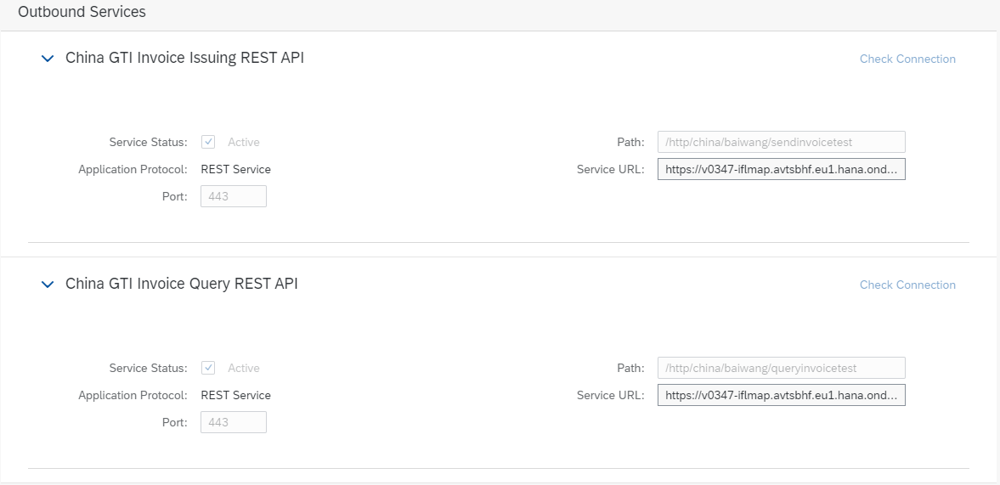 Outbound Services
China GTI Invoice Issuing REST API
Check Connection
Service Status: Active
Path: /http/china/baiwang/sendinvoicetest
Application Protocol: REST Service
Service URL: https://v0347-iflmap.avtsbhf.eu1.hana.ond...
Port: 443
China GTI Invoice Query REST API
Check Connection
Service Status: Active
Path: /http/china/baiwang/queryinvoicetest
Application Protocol: REST Service
Service URL: https://v0347-iflmap.avtsbhf.eu1.hana.ond...
Port: 443